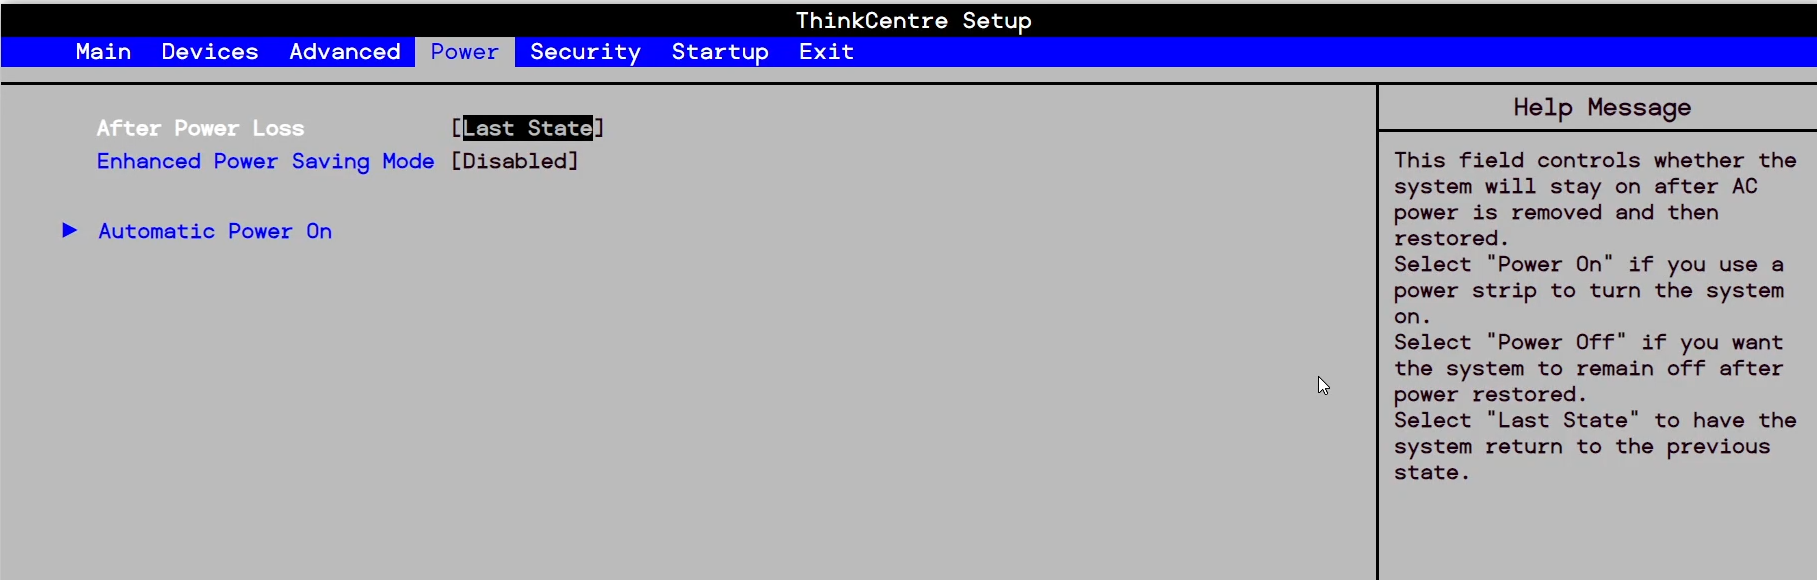 ThinkCentre Setup
Main Devices Advanced Power Security Startup Exit
After Power Loss [Last State]
Enhanced Power Saving Mode [Disabled]
Automatic Power On
Help Message
This field controls whether the
system will stay on after AC
power is removed and then
restored.
Select "Power On" if you use a
power strip to turn the system
on.
Select "Power Off" if you want
the system to remain off after
power restored.
Select "Last State" to have the
system return to the previous
state.